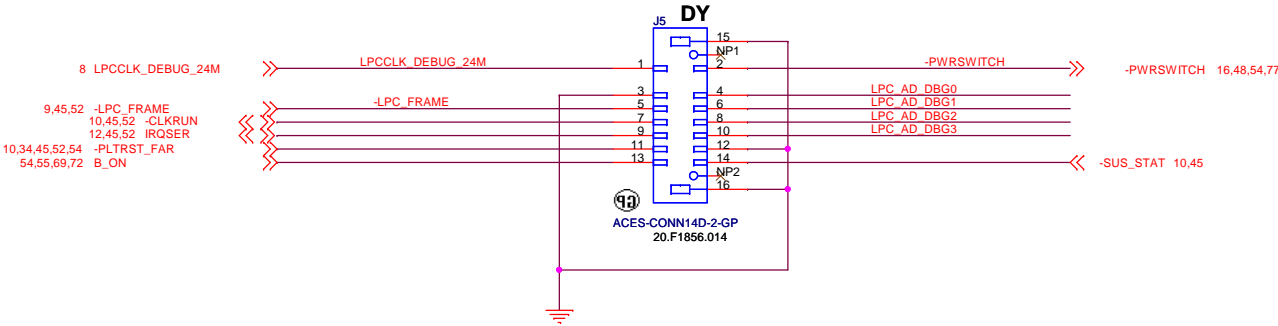 DY
J5
15
NP1
8 LPCCLK_DEBUG_24M
LPCCLK_DEBUG_24M
1
2
-PWRSWITCH
-PWRSWITCH 16,48,54,77
3
4
LPC_AD_DBG0
9,45,52 -LPC_FRAME
-LPC_FRAME
5
6
LPC_AD_DBG1
10,45,52 -CLKRUN
7
8
LPC_AD_DBG2
12,45,52 IRQSER
9
10
LPC_AD_DBG3
10,34,45,52,54 -PLTRST_FAR
11
12
54,55,69,72 B_ON
13
14
-SUS_STAT 10,45
NP2
16
GP
ACES-CONN14D-2-GP
20.F1856.014